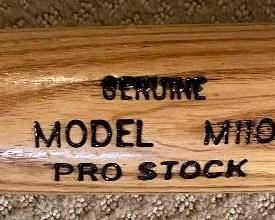 GENUINE
MODEL M110
PRO STOCK